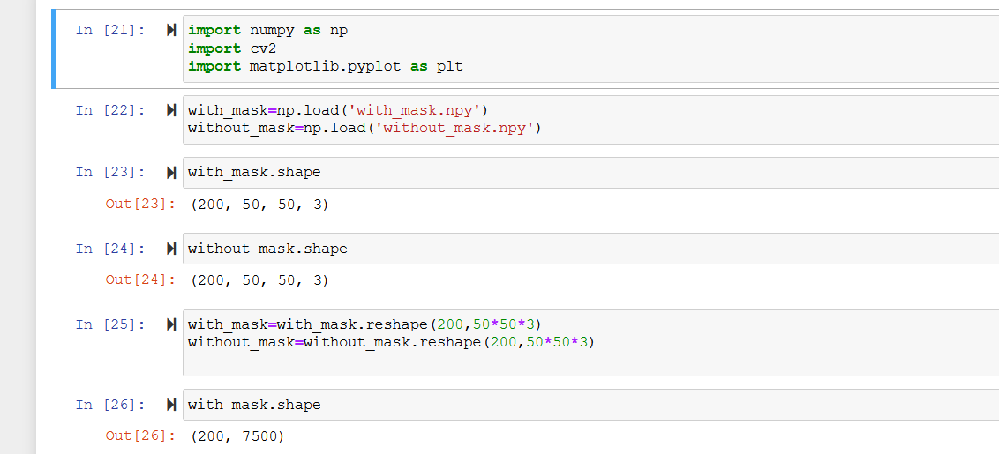 In [21]: import numpy as np
import cv2
import matplotlib.pyplot as plt
In [22]: with_mask=np.load('with_mask.npy')
without_mask=np.load('without_mask.npy')
In [23]: with_mask.shape
Out[23]: (200, 50, 50, 3)
In [24]: without_mask.shape
Out[24]: (200, 50, 50, 3)
In [25]: with_mask=with_mask.reshape(200,50*50*3)
without_mask=without_mask.reshape(200,50*50*3)
In [26]: with_mask.shape
Out[26]: (200, 7500)